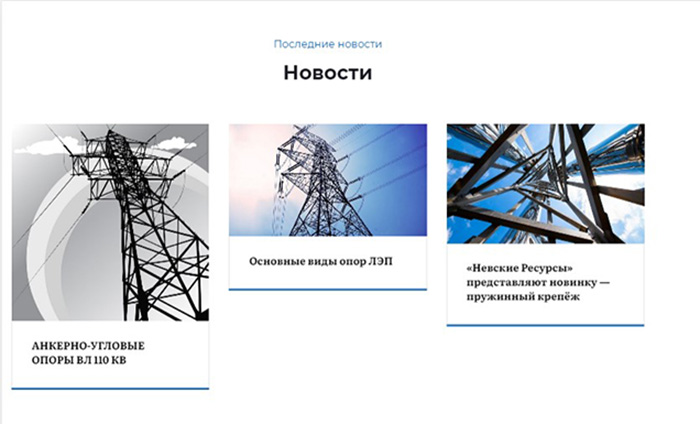 Последние новости
Новости
АНКЕРНО-УГЛОВЫЕ
ОПОРЫ ВЛ 110 КВ
Основные виды опор ЛЭП
«Невские Ресурсы»
представляют новинку —
пружинный крепёж